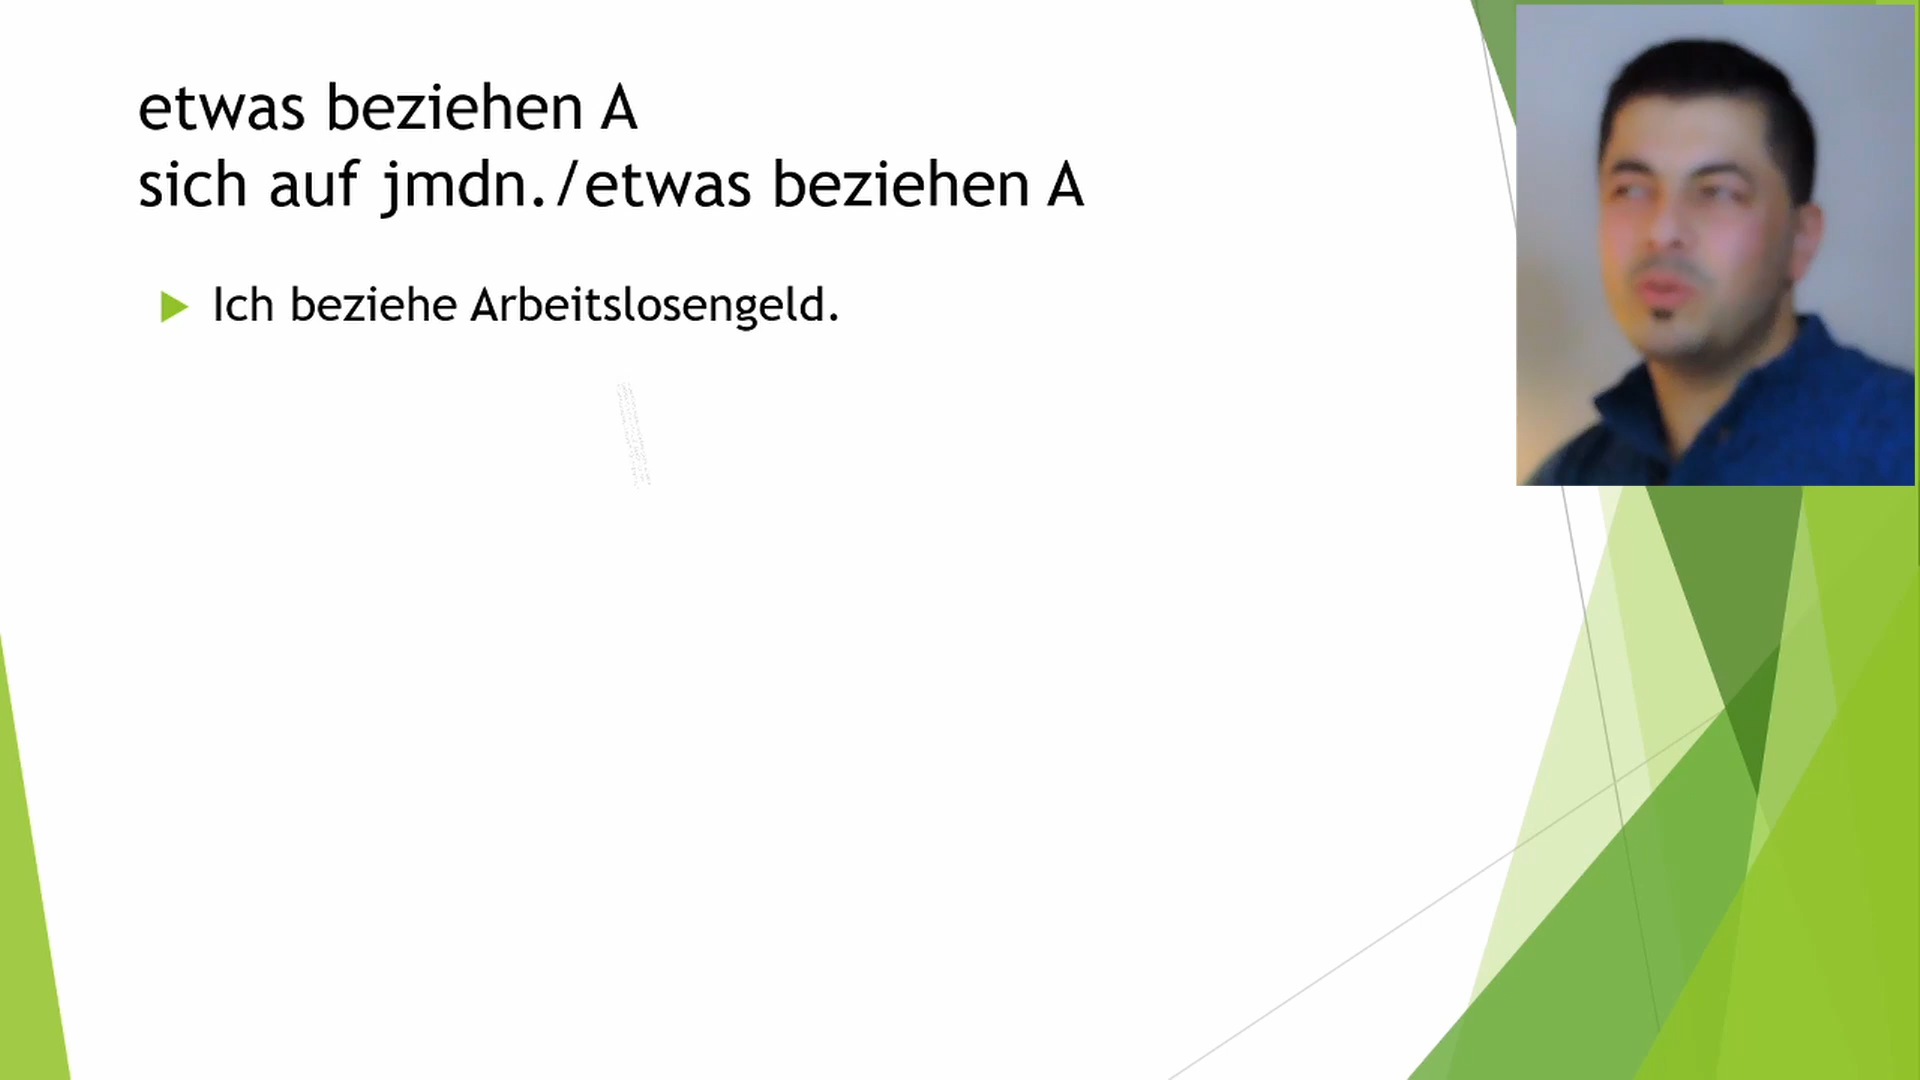 etwas beziehen A
sich auf jmdn./etwas beziehen A
Ich beziehe Arbeitslosengeld.